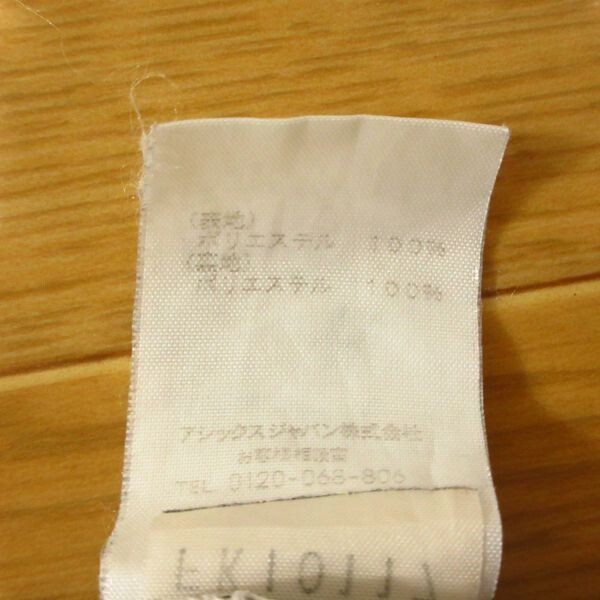 (表地)
ポリエステル 100%
(裏地)
ポリエステル 100%
アシックスジャパン株式会社
お客様相談室
TEL 0120-068-806